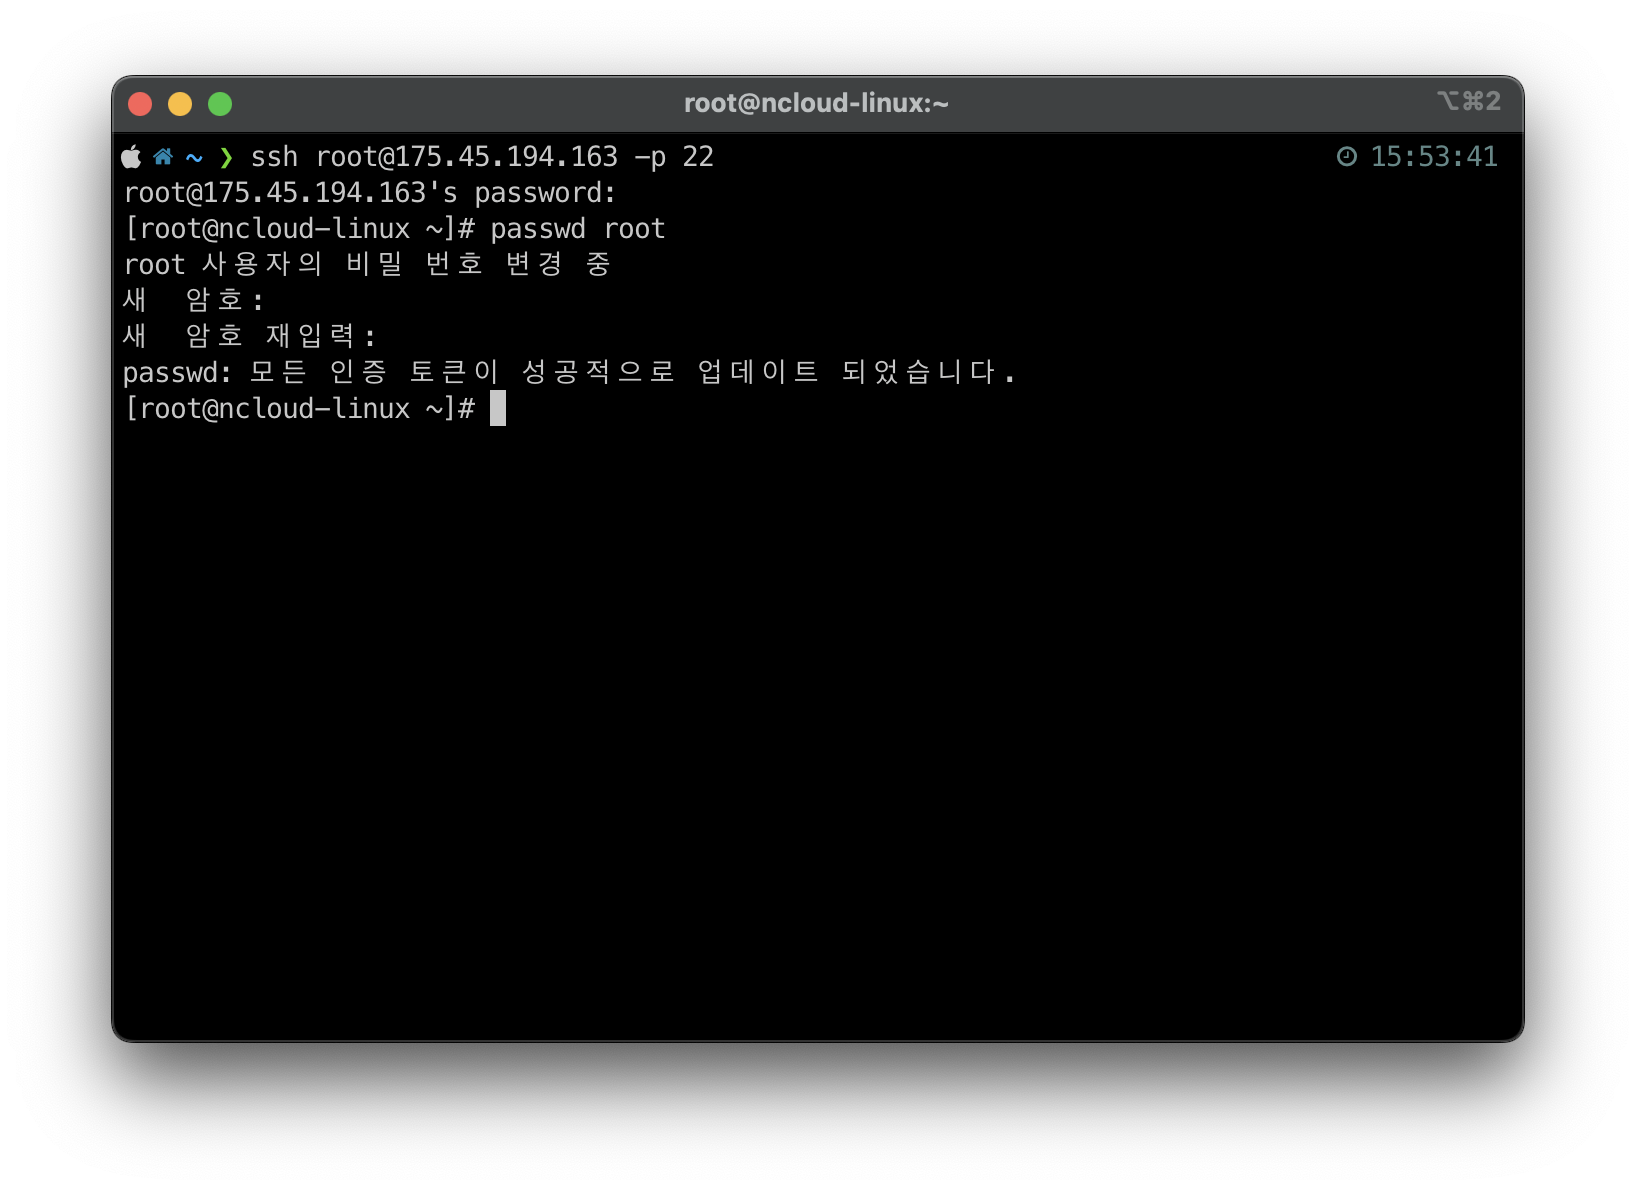 root@ncloud-linux:~
⌥⌘2
~ ❯ ssh root@175.45.194.163 -p 22
15:53:41
root@175.45.194.163's password:
[root@ncloud-linux ~]# passwd root
root 사용자의 비밀 번호 변경 중
새 암호:
새 암호 재입력:
passwd: 모든 인증 토큰이 성공적으로 업데이트 되었습니다.
[root@ncloud-linux ~]#